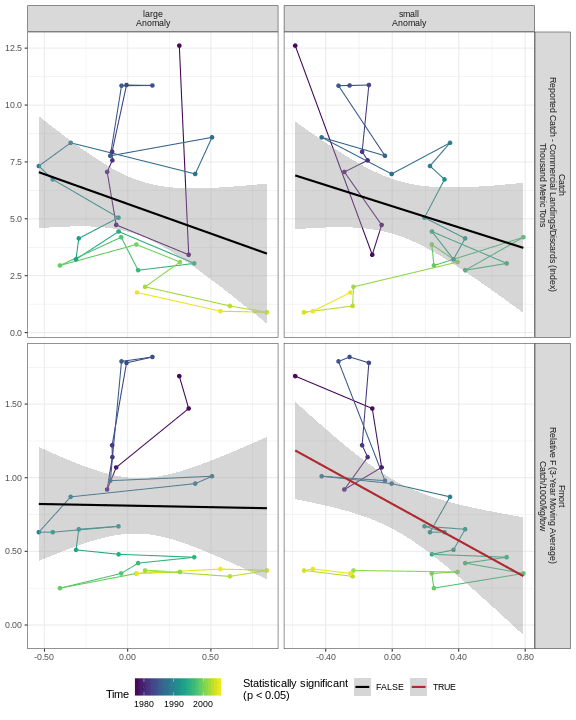 large
Anomaly
small
Anomaly
12.5
10.0
7.5
5.0
2.5
0.0
Catch
Reported Catch - Commercial Landings/Discards (Index)
Thousand Metric Tons
1.50
1.00
0.50
0.00
Fmort
Relative F (3-Year Moving Average)
Catch/1000/kg/tow
-0.50
0.00
0.50
-0.40
0.00
0.40
0.80
Time
1980
1990
2000
Statistically significant
(p < 0.05)
FALSE
TRUE